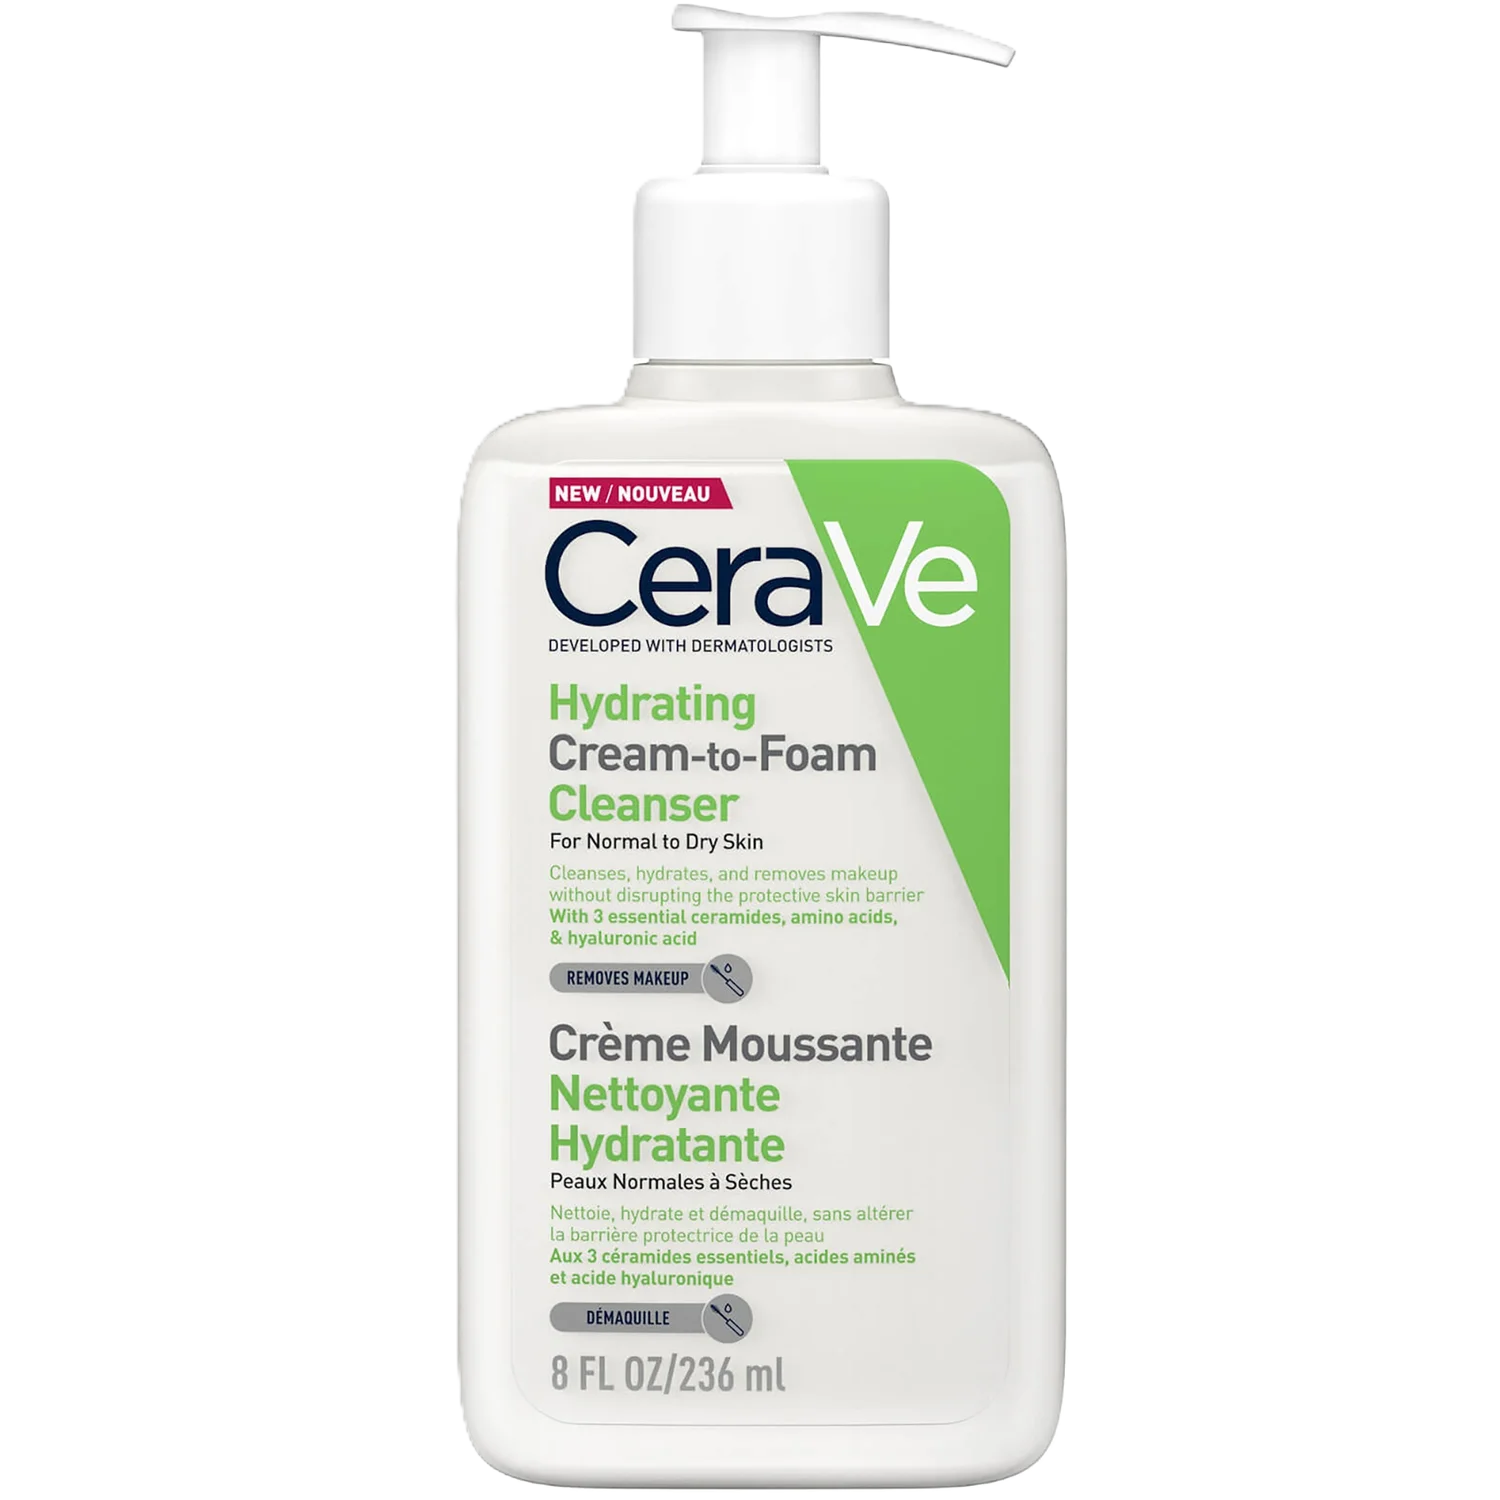 NEW / NOUVEAU
CeraVe
DEVELOPED WITH DERMATOLOGISTS
Hydrating
Cream-to-Foam
Cleanser
For Normal to Dry Skin
Cleanses, hydrates, and removes makeup
without disrupting the protective skin barrier
With 3 essential ceramides, amino acids,
& hyaluronic acid
REMOVES MAKEUP
Crème Moussante
Nettoyante
Hydratante
Peaux Normales à Sèches
Nettoie, hydrate et démaquille, sans altérer
la barrière protectrice de la peau
Aux 3 céramides essentiels, acides aminés
et acide hyaluronique
DÉMAQUILLE
8 FL OZ/236 ml